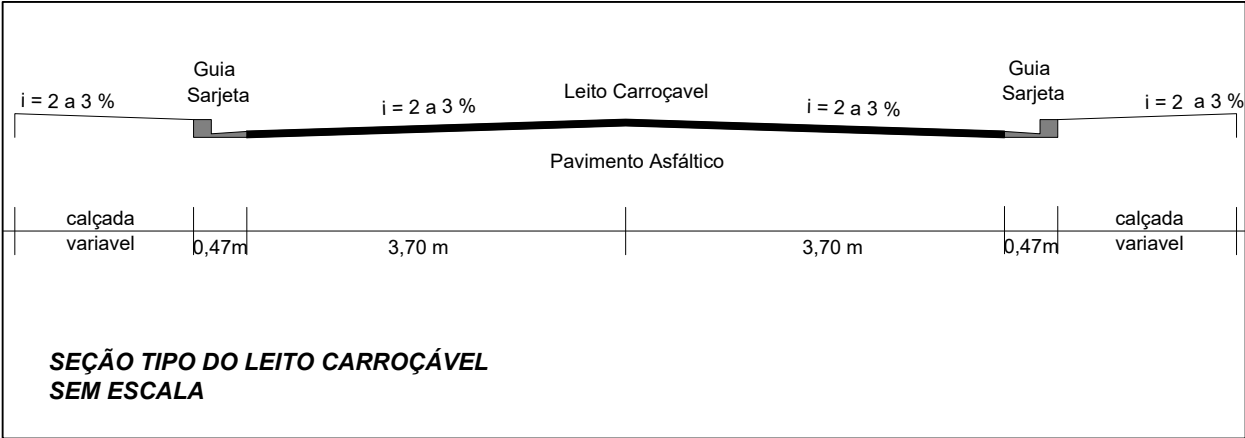 Guia
Sarjeta
Guia
Sarjeta
i = 2 a 3 %
i = 2 a 3 %
Leito Carroçavel
i = 2 a 3 %
i = 2 a 3 %
Pavimento Asfáltico
calçada
variavel
0,47m
3,70 m
3,70 m
0,47m
calçada
variavel
SEÇÃO TIPO DO LEITO CARROÇÁVEL
SEM ESCALA